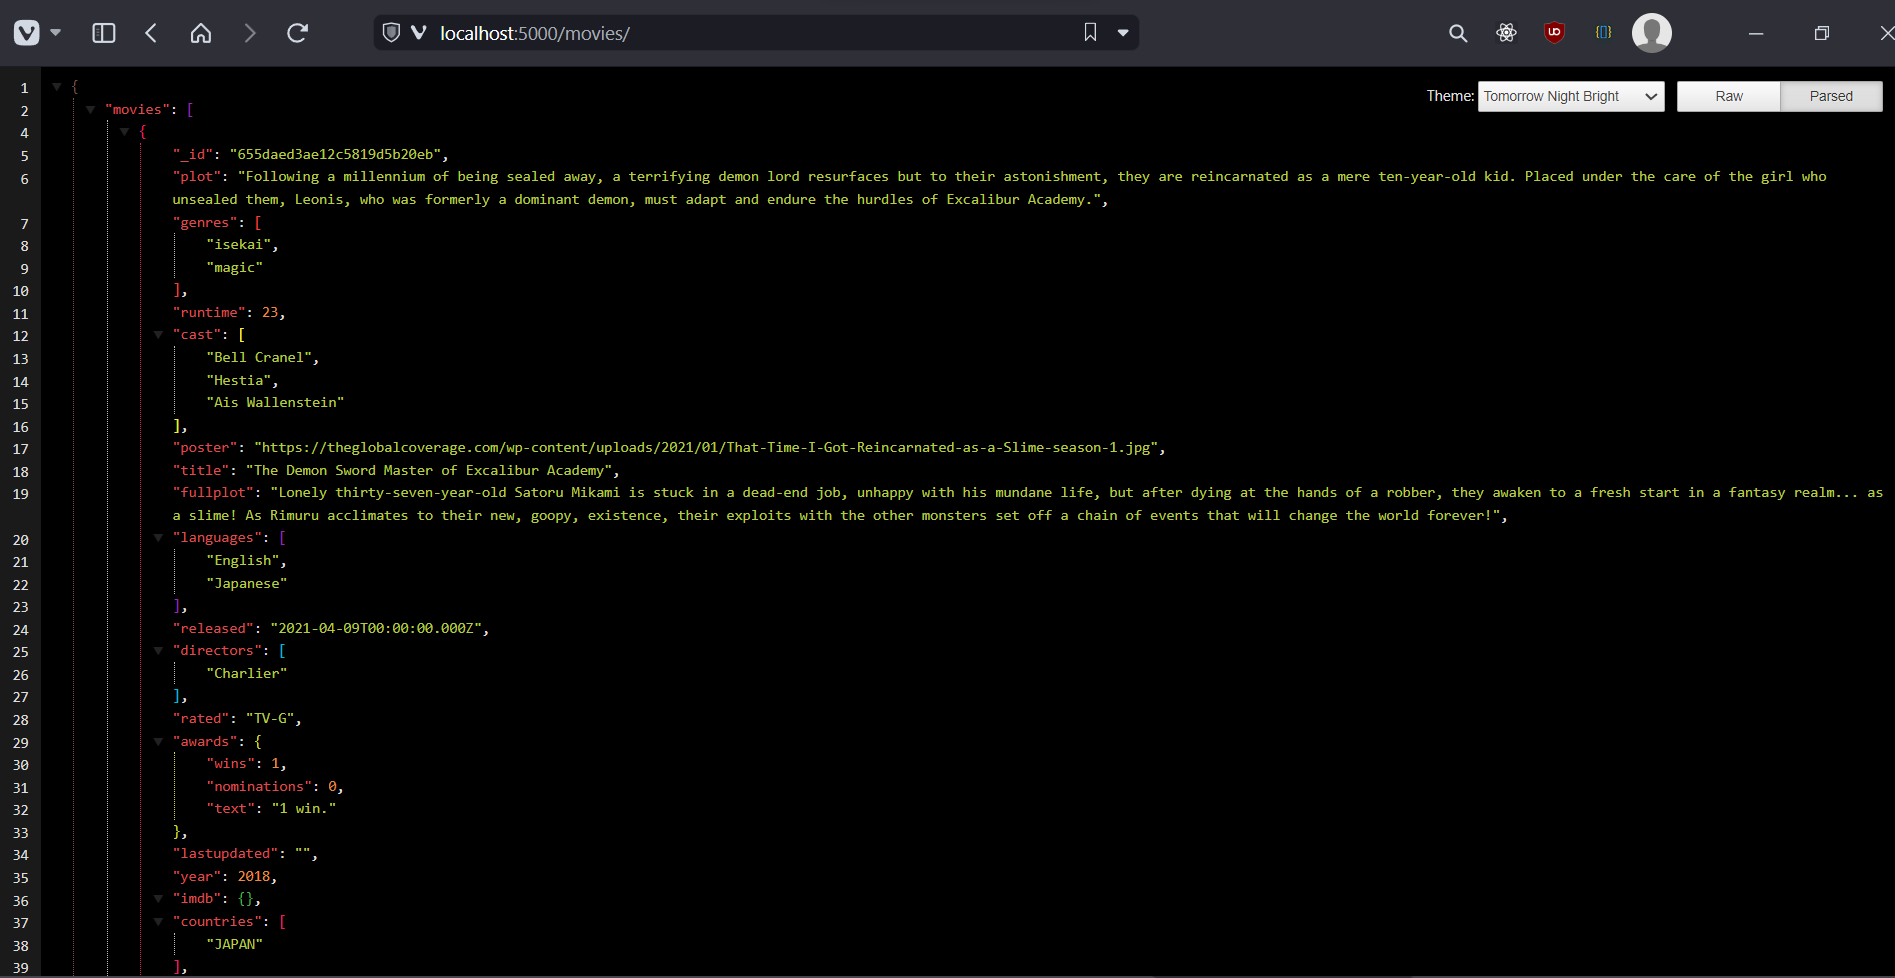 localhost:5000/movies/
Theme: Tomorrow Night Bright Raw Parsed
1 {
2 "movies": [
4 {
5 "_id": "655daed3ae12c5819d5b20eb",
6 "plot": "Following a millennium of being sealed away, a terrifying demon lord resurfaces but to their astonishment, they are reincarnated as a mere ten-year-old kid. Placed under the care of the girl who
unsealed them, Leonis, who was formerly a dominant demon, must adapt and endure the hurdles of Excalibur Academy.",
7 "genres": [
8 "isekai",
9 "magic"
10 ],
11 "runtime": 23,
12 "cast": [
13 "Bell Cranel",
14 "Hestia",
15 "Ais Wallenstein"
16 ],
17 "poster": "https://theglobalcoverage.com/wp-content/uploads/2021/01/That-Time-I-Got-Reincarnated-as-a-Slime-season-1.jpg",
18 "title": "The Demon Sword Master of Excalibur Academy",
19 "fullplot": "Lonely thirty-seven-year-old Satoru Mikami is stuck in a dead-end job, unhappy with his mundane life, but after dying at the hands of a robber, they awaken to a fresh start in a fantasy realm... as
a slime! As Rimuru acclimates to their new, goopy, existence, their exploits with the other monsters set off a chain of events that will change the world forever!",
20 "languages": [
21 "English",
22 "Japanese"
23 ],
24 "released": "2021-04-09T00:00:00.000Z",
25 "directors": [
26 "Charlier"
27 ],
28 "rated": "TV-G",
29 "awards": {
30 "wins": 1,
31 "nominations": 0,
32 "text": "1 win."
33 },
34 "lastupdated": "",
35 "year": 2018,
36 "imdb": {},
37 "countries": [
38 "JAPAN"
39 ],